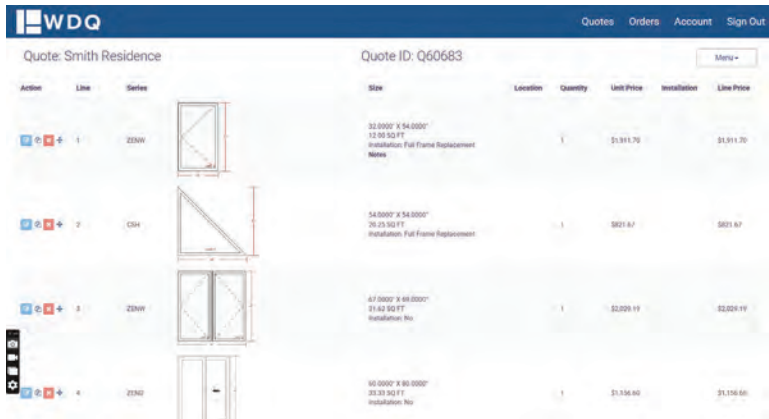 WDQ
Quotes Orders Account Sign Out
Quote: Smith Residence Quote ID: Q60683 Menu
Action Line Series Size Location Quantity Unit Price Installation Line Price
32.0000" X 54.0000"
12.00 SQ FT
1 ZENW Installation: Full Frame Replacement 1 $1,911.70 $1,911.70
Notes
54.0000" X 54.0000"
2 CSH 20.25 SQ FT 1 $821.67 $821.67
Installation: Full Frame Replacement
67.0000" X 68.0000"
3 ZENW 31.62 SQ FT 1 $2,029.19 $2,029.19
Installation: No
60.0000" X 80.0000"
4 33.33 SQ FT 1 $1,156.60 $1,156.60
Installation: No